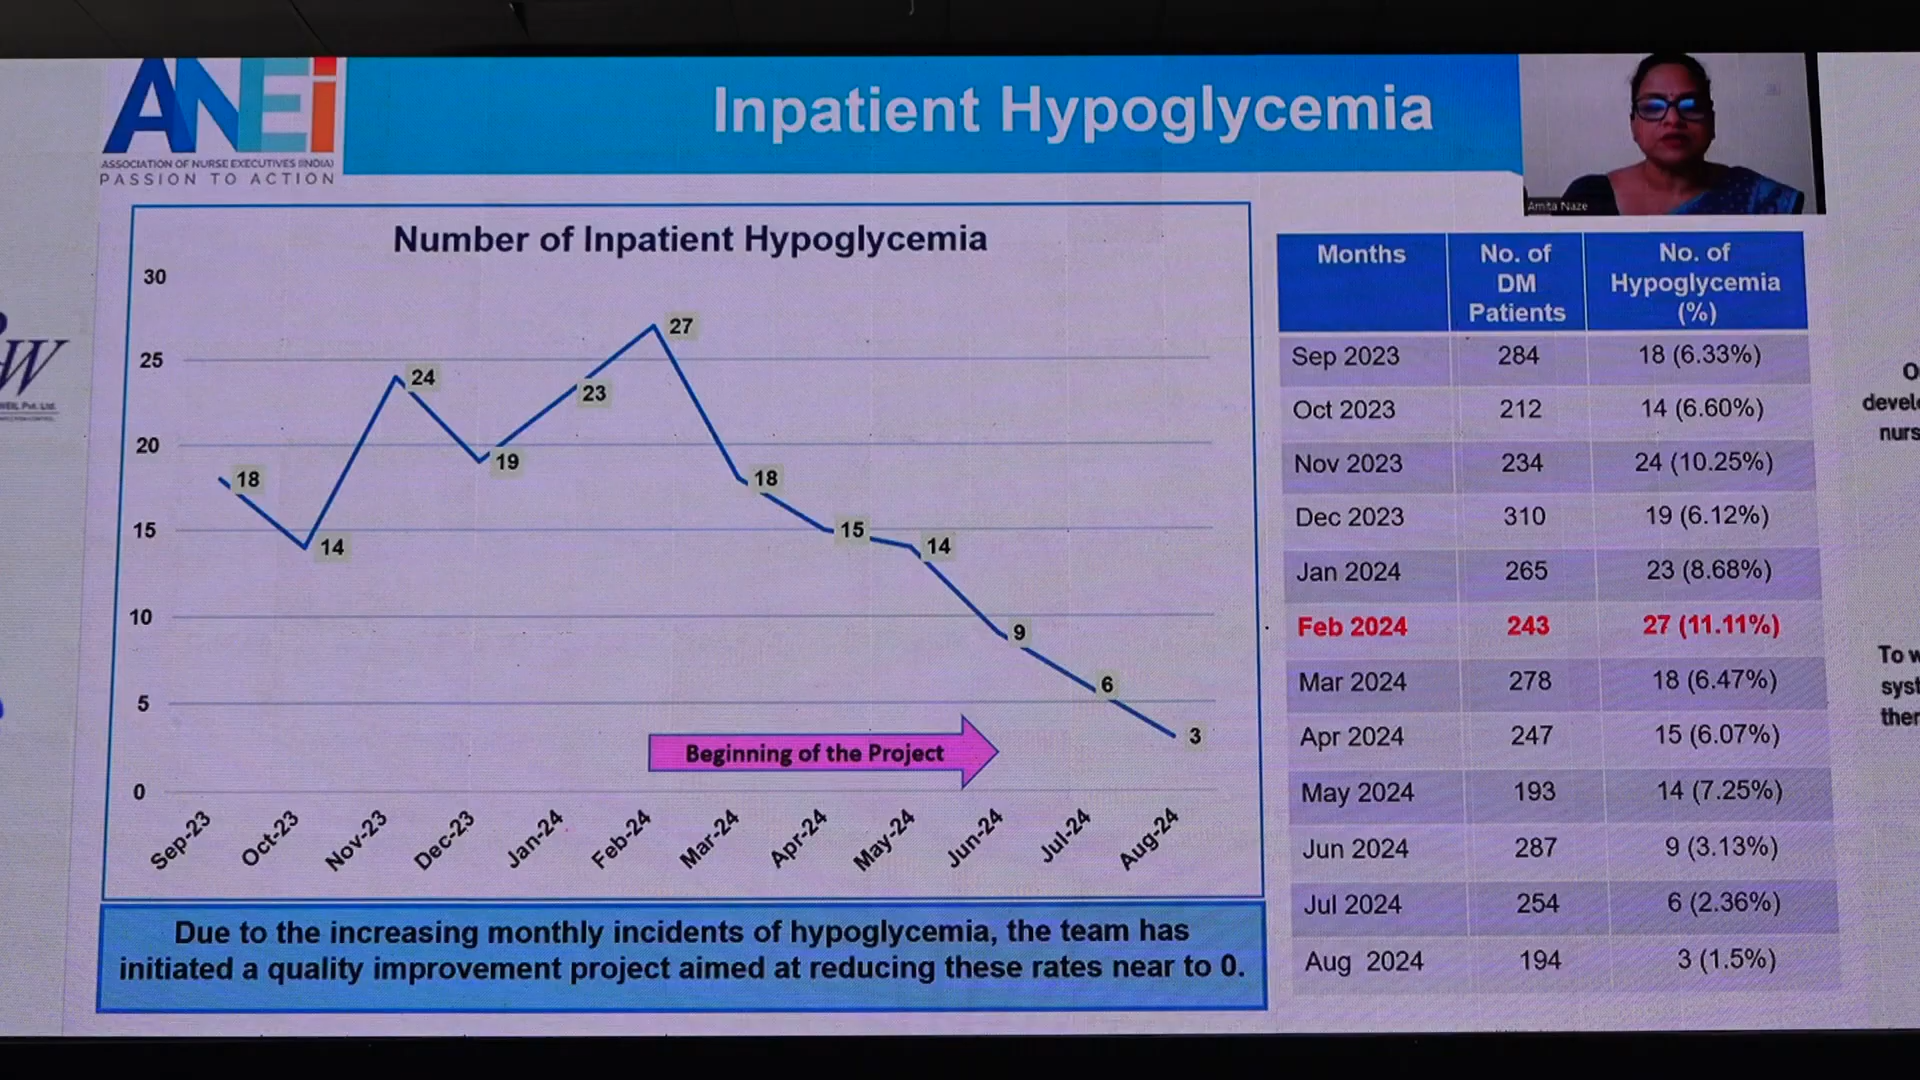 ANEi
ASSOCIATION OF NURSE EXECUTIVES (INDIA)
PASSION TO ACTION
Inpatient Hypoglycemia
Amita Naze
Number of Inpatient Hypoglycemia
30
25
20
15
10
5
0
18
14
24
19
23
27
18
15
14
9
6
3
Beginning of the Project
Sep-23
Oct-23
Nov-23
Dec-23
Jan-24
Feb-24
Mar-24
Apr-24
May-24
Jun-24
Jul-24
Aug-24
Due to the increasing monthly incidents of hypoglycemia, the team has
initiated a quality improvement project aimed at reducing these rates near to 0.
Months No. of DM Patients No. of Hypoglycemia (%)
Sep 2023 284 18 (6.33%)
Oct 2023 212 14 (6.60%)
Nov 2023 234 24 (10.25%)
Dec 2023 310 19 (6.12%)
Jan 2024 265 23 (8.68%)
Feb 2024 243 27 (11.11%)
Mar 2024 278 18 (6.47%)
Apr 2024 247 15 (6.07%)
May 2024 193 14 (7.25%)
Jun 2024 287 9 (3.13%)
Jul 2024 254 6 (2.36%)
Aug 2024 194 3 (1.5%)
W
Pvt. Ltd.
To w